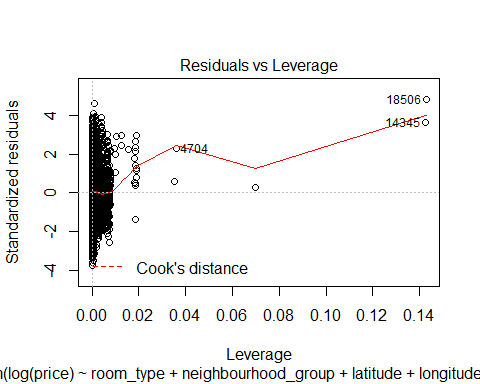 Residuals vs Leverage
Standardized residuals
4
2
0
-2
-4
18506
14345
4704
Cook's distance
0.00 0.02 0.04 0.06 0.08 0.10 0.12 0.14
Leverage
n(log(price) ~ room_type + neighbourhood_group + latitude + longitude